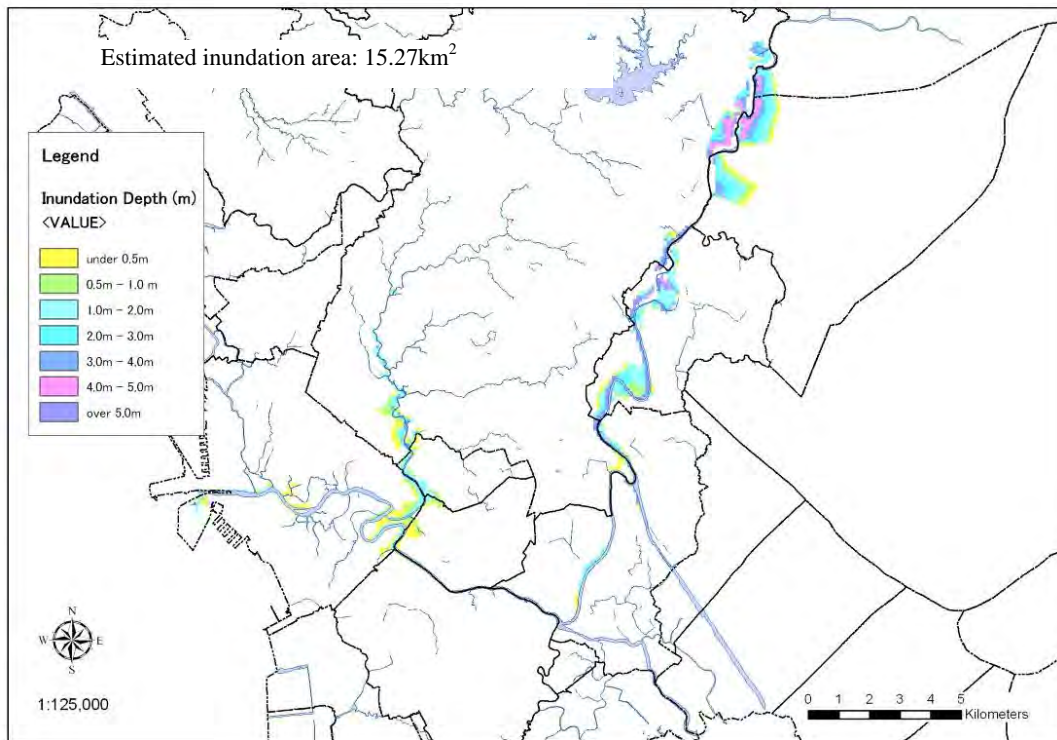 Estimated inundation area: 15.27km²
Legend
Inundation Depth (m)
<VALUE>
under 0.5m
0.5m - 1.0 m
1.0m - 2.0m
2.0m - 3.0m
3.0m - 4.0m
4.0m - 5.0m
over 5.0m
N
W E
S
1:125,000
0 1 2 3 4 5
Kilometers